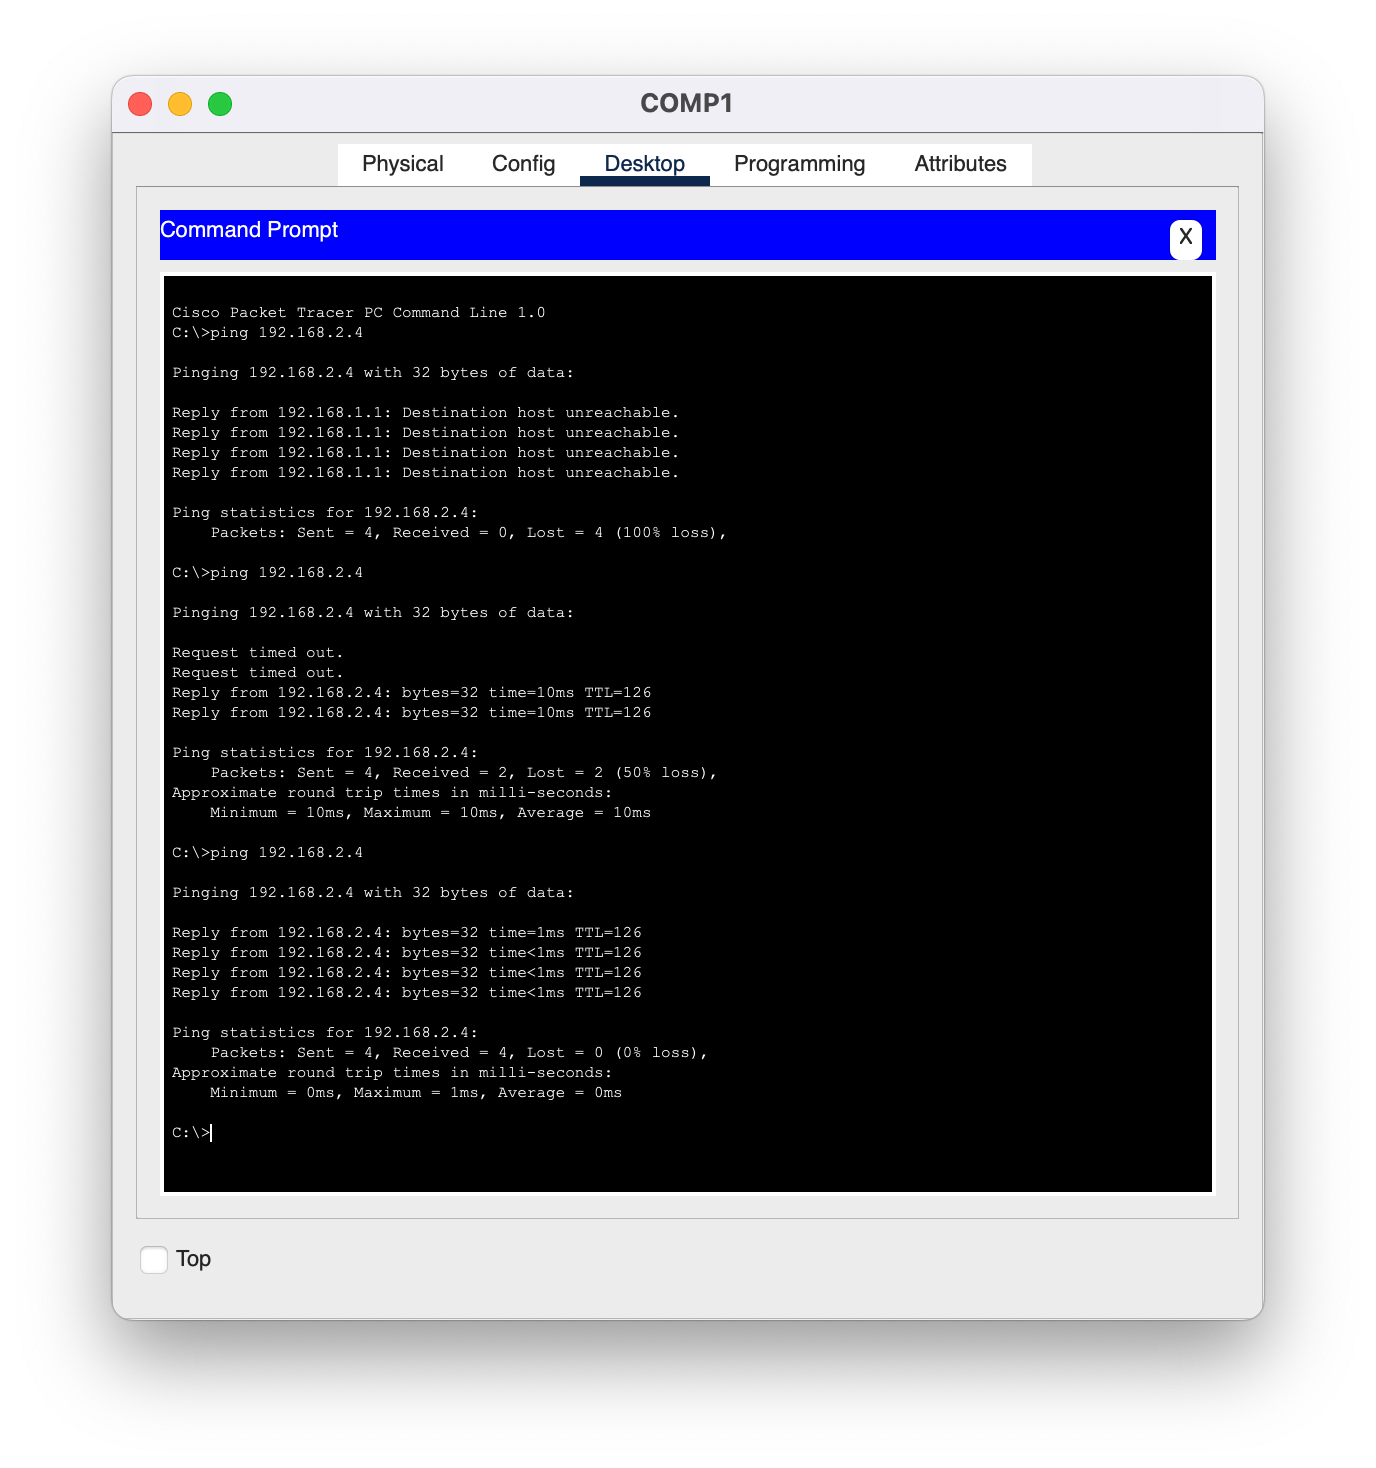 COMP1
Physical Config Desktop Programming Attributes
Command Prompt X
Cisco Packet Tracer PC Command Line 1.0
C:\>ping 192.168.2.4
Pinging 192.168.2.4 with 32 bytes of data:
Reply from 192.168.1.1: Destination host unreachable.
Reply from 192.168.1.1: Destination host unreachable.
Reply from 192.168.1.1: Destination host unreachable.
Reply from 192.168.1.1: Destination host unreachable.
Ping statistics for 192.168.2.4:
    Packets: Sent = 4, Received = 0, Lost = 4 (100% loss),
C:\>ping 192.168.2.4
Pinging 192.168.2.4 with 32 bytes of data:
Request timed out.
Request timed out.
Reply from 192.168.2.4: bytes=32 time=10ms TTL=126
Reply from 192.168.2.4: bytes=32 time=10ms TTL=126
Ping statistics for 192.168.2.4:
    Packets: Sent = 4, Received = 2, Lost = 2 (50% loss),
Approximate round trip times in milli-seconds:
    Minimum = 10ms, Maximum = 10ms, Average = 10ms
C:\>ping 192.168.2.4
Pinging 192.168.2.4 with 32 bytes of data:
Reply from 192.168.2.4: bytes=32 time=1ms TTL=126
Reply from 192.168.2.4: bytes=32 time<1ms TTL=126
Reply from 192.168.2.4: bytes=32 time<1ms TTL=126
Reply from 192.168.2.4: bytes=32 time<1ms TTL=126
Ping statistics for 192.168.2.4:
    Packets: Sent = 4, Received = 4, Lost = 0 (0% loss),
Approximate round trip times in milli-seconds:
    Minimum = 0ms, Maximum = 1ms, Average = 0ms
C:\>
Top